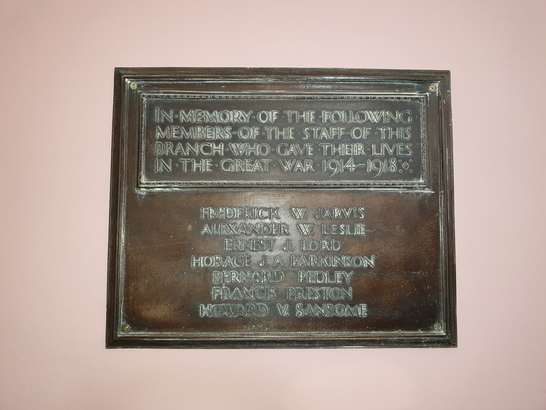 IN·MEMORY·OF·THE·FOLLOWING
MEMBERS·OF·THE·STAFF·OF·THIS
BRANCH·WHO·GAVE·THEIR·LIVES
IN·THE·GREAT·WAR·1914-1918·
FREDERICK W. JARVIS
ALEXANDER W. LESLIE
ERNEST J. LORD
HORACE J. A. PARKINSON
BERNARD PEDLEY
FRANCIS PRESTON
HOWARD V. SANSOME